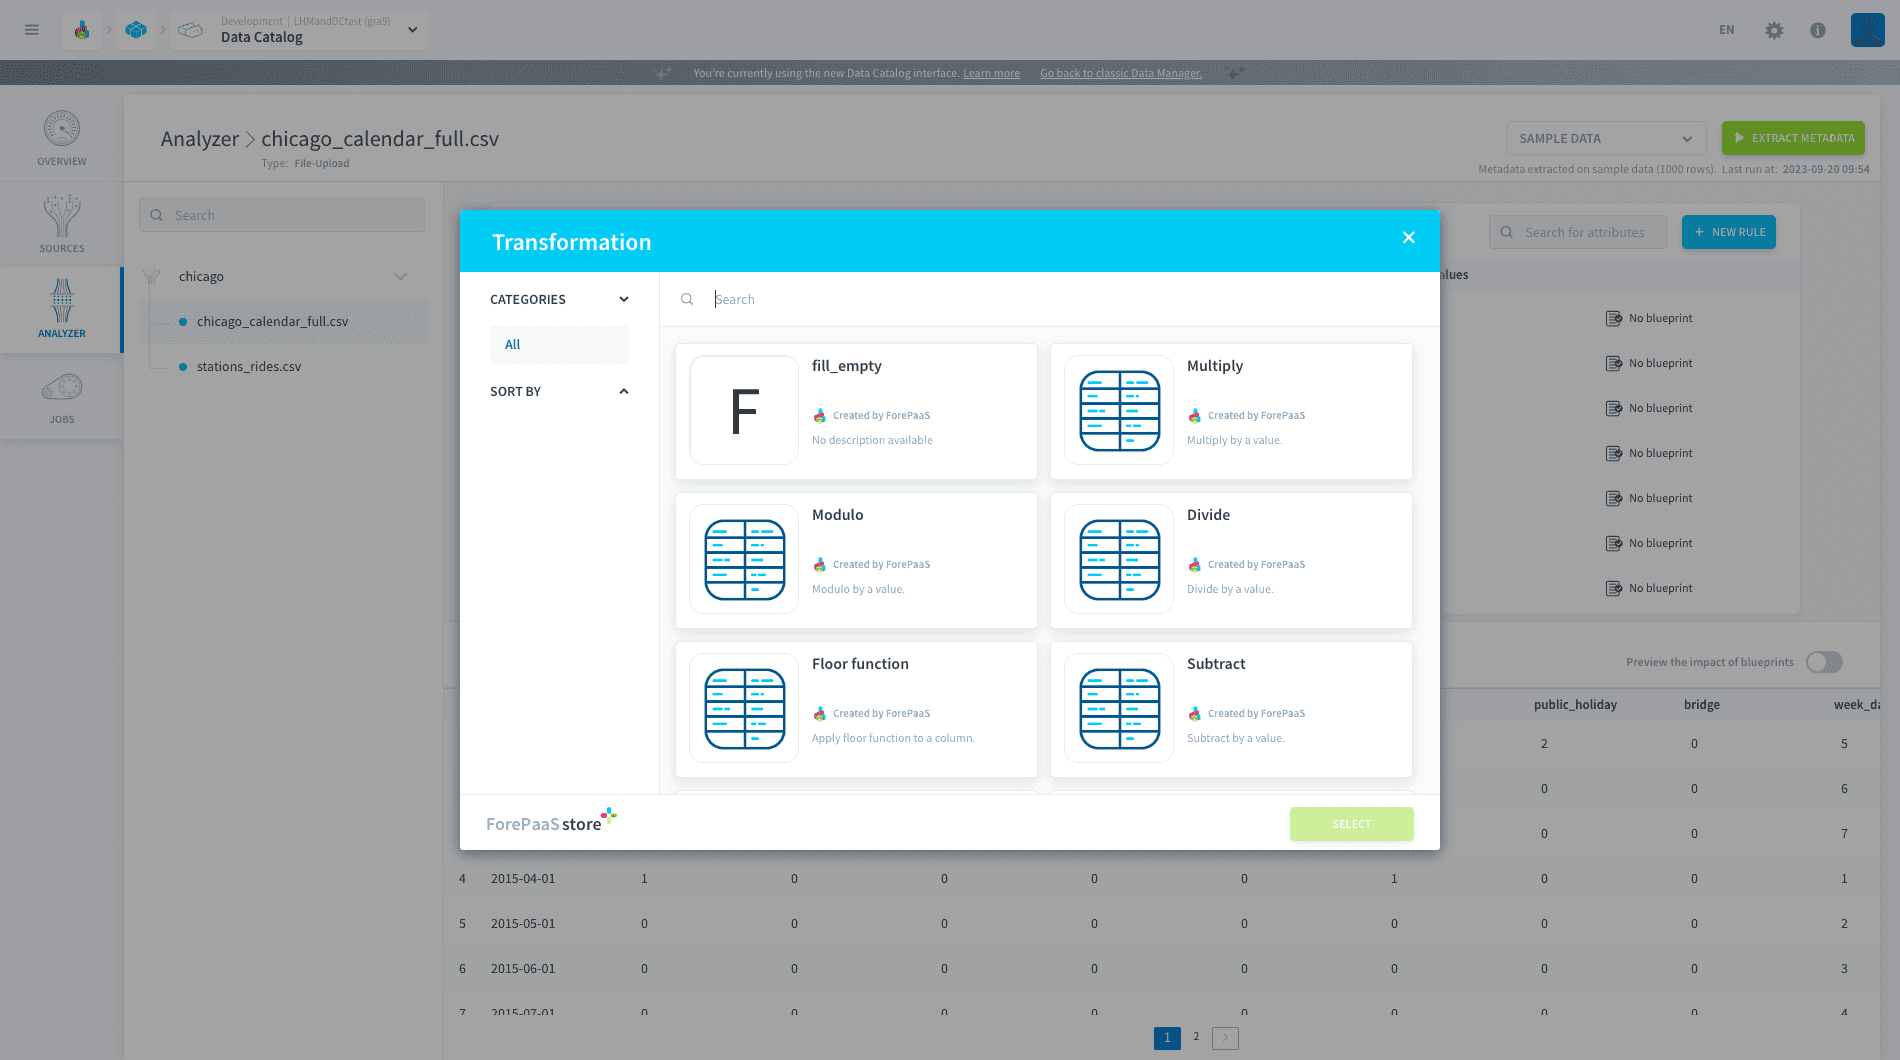 Development | LHMandDCtest (gra9)
Data Catalog
EN
You're currently using the new Data Catalog interface. Learn more Go back to classic Data Manager.
OVERVIEW
SOURCES
ANALYZER
JOBS
Analyzer > chicago_calendar_full.csv
Type: File-Upload
SAMPLE DATA
EXTRACT METADATA
Metadata extracted on sample data (1000 rows). Last run at: 2023-09-20 09:54
Search
chicago
chicago_calendar_full.csv
stations_rides.csv
Search for attributes
+ NEW RULE
alues
No blueprint
No blueprint
No blueprint
No blueprint
No blueprint
No blueprint
No blueprint
Transformation
CATEGORIES
All
SORT BY
Search
F
fill_empty
Created by ForePaaS
No description available
Multiply
Created by ForePaaS
Multiply by a value.
Modulo
Created by ForePaaS
Modulo by a value.
Divide
Created by ForePaaS
Divide by a value.
Floor function
Created by ForePaaS
Apply floor function to a column.
Subtract
Created by ForePaaS
Subtract by a value.
ForePaaS store
SELECT
Preview the impact of blueprints
public_holiday bridge week_da
2 0 5
0 0 6
0 0 7
4 2015-04-01 1 0 0 0 0 1 0 0 1
5 2015-05-01 0 0 0 0 0 0 0 0 2
6 2015-06-01 0 0 0 0 0 0 0 0 3
7 2015-07-01 0 0 0 0 0 0 0 0 4
1 2 >